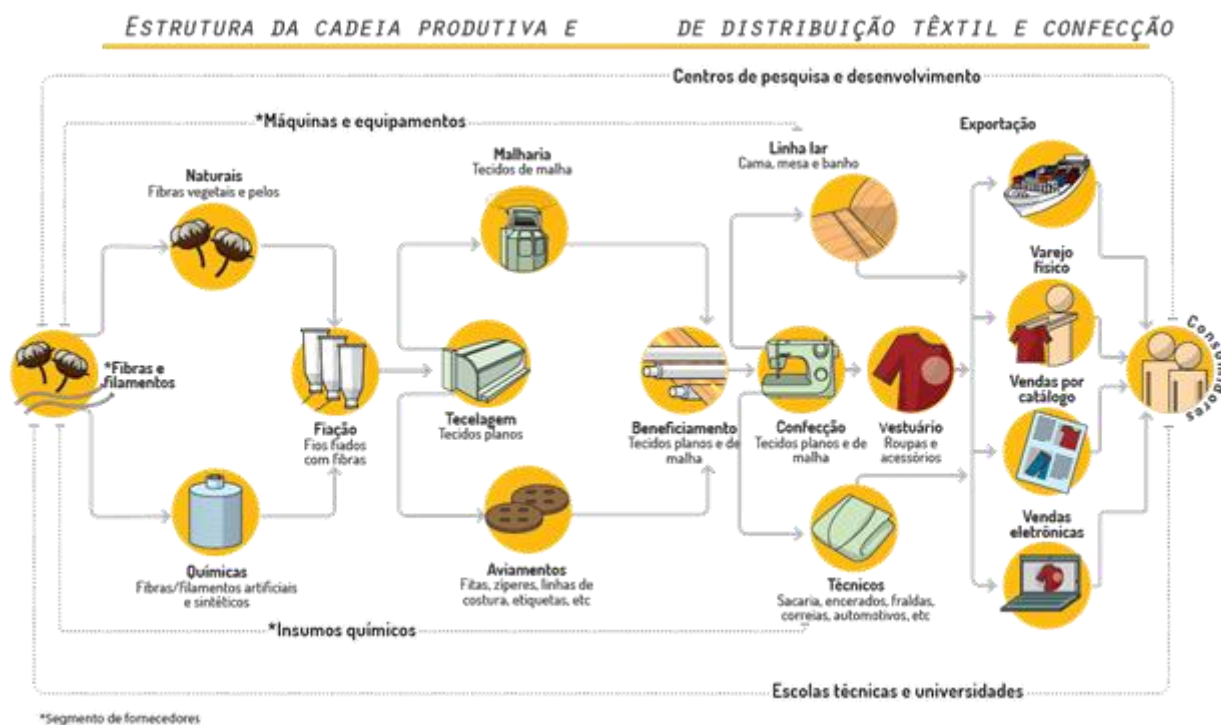 ESTRUTURA DA CADEIA PRODUTIVA E DE DISTRIBUIÇÃO TÊXTIL E CONFECÇÃO
Centros de pesquisa e desenvolvimento
*Máquinas e equipamentos
Exportação
Naturais
Fibras vegetais e pelos
Malharia
Tecidos de malha
Linha lar
Cama, mesa e banho
Varejo
físico
*Fibras e
filamentos
Fiação
Fios fiados
com fibras
Tecelagem
Tecidos planos
Beneficiamento
Tecidos planos e de
malha
Confecção
Tecidos planos e de
malha
Vestuário
Roupas e
acessórios
Vendas por
catálogo
Consumidores
Vendas
eletrônicas
Químicas
Fibras/filamentos artificiais
e sintéticos
Aviamentos
Fitas, zíperes, linhas de
costura, etiquetas, etc
Técnicos
Sacaria, encerados, fraldas,
correias, automotivos, etc
*Insumos químicos
Escolas técnicas e universidades
*Segmento de fornecedores